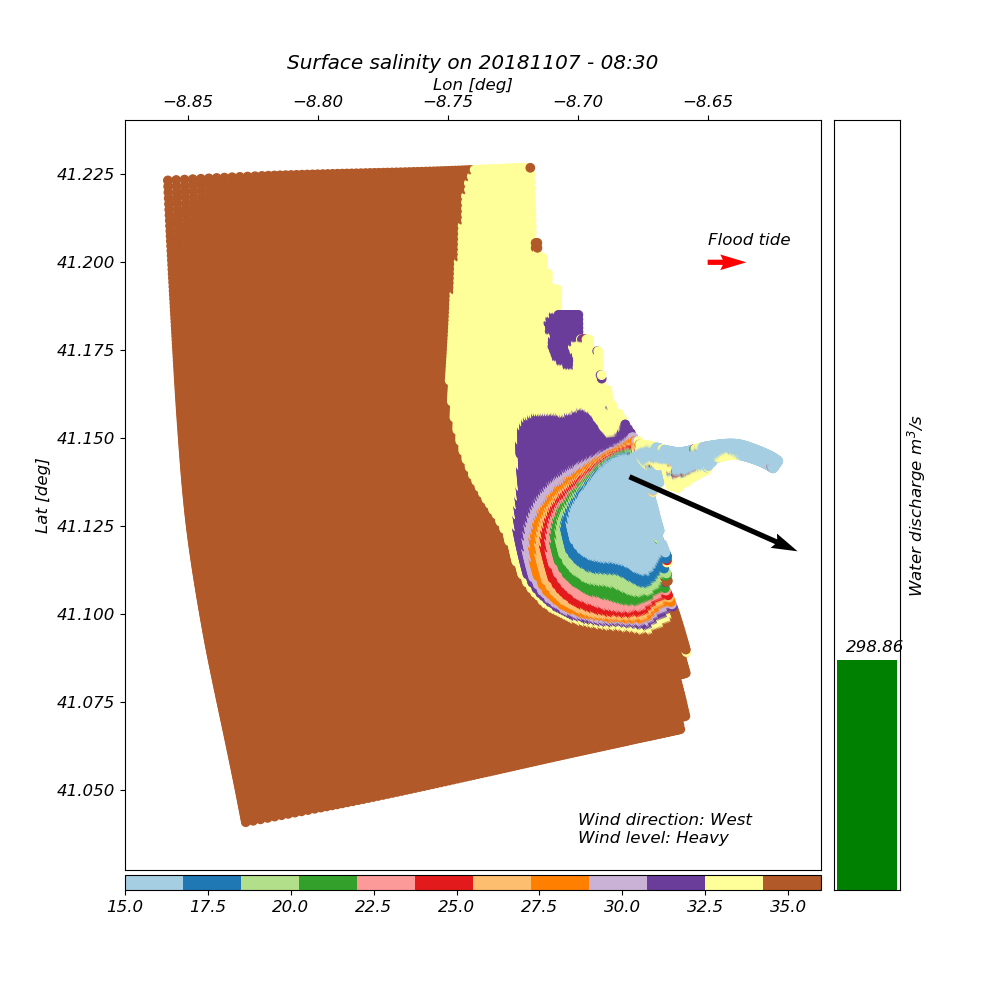 Surface salinity on 20181107 - 08:30
Lon [deg]
−8.85 −8.80 −8.75 −8.70 −8.65
41.225
41.200
41.175
41.150
41.125
41.100
41.075
41.050
Lat [deg]
Flood tide
Wind direction: West
Wind level: Heavy
298.86
Water discharge m³/s
15.0 17.5 20.0 22.5 25.0 27.5 30.0 32.5 35.0